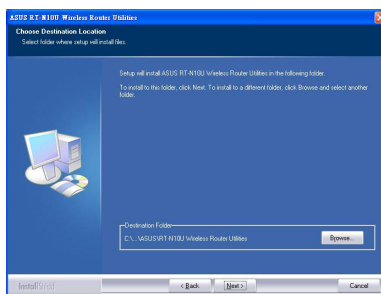 ASUS RT-N10U Wireless Router Utilities
Choose Destination Location
Select folder where setup will install files.
Setup will install ASUS RT-N10U Wireless Router Utilities in the following folder.
To install to this folder, click Next. To install to a different folder, click Browse and select another
folder.
Destination Folder
C:\...\ASUS\RT-N10U Wireless Router Utilities
Browse...
InstallShield
< Back
Next >
Cancel